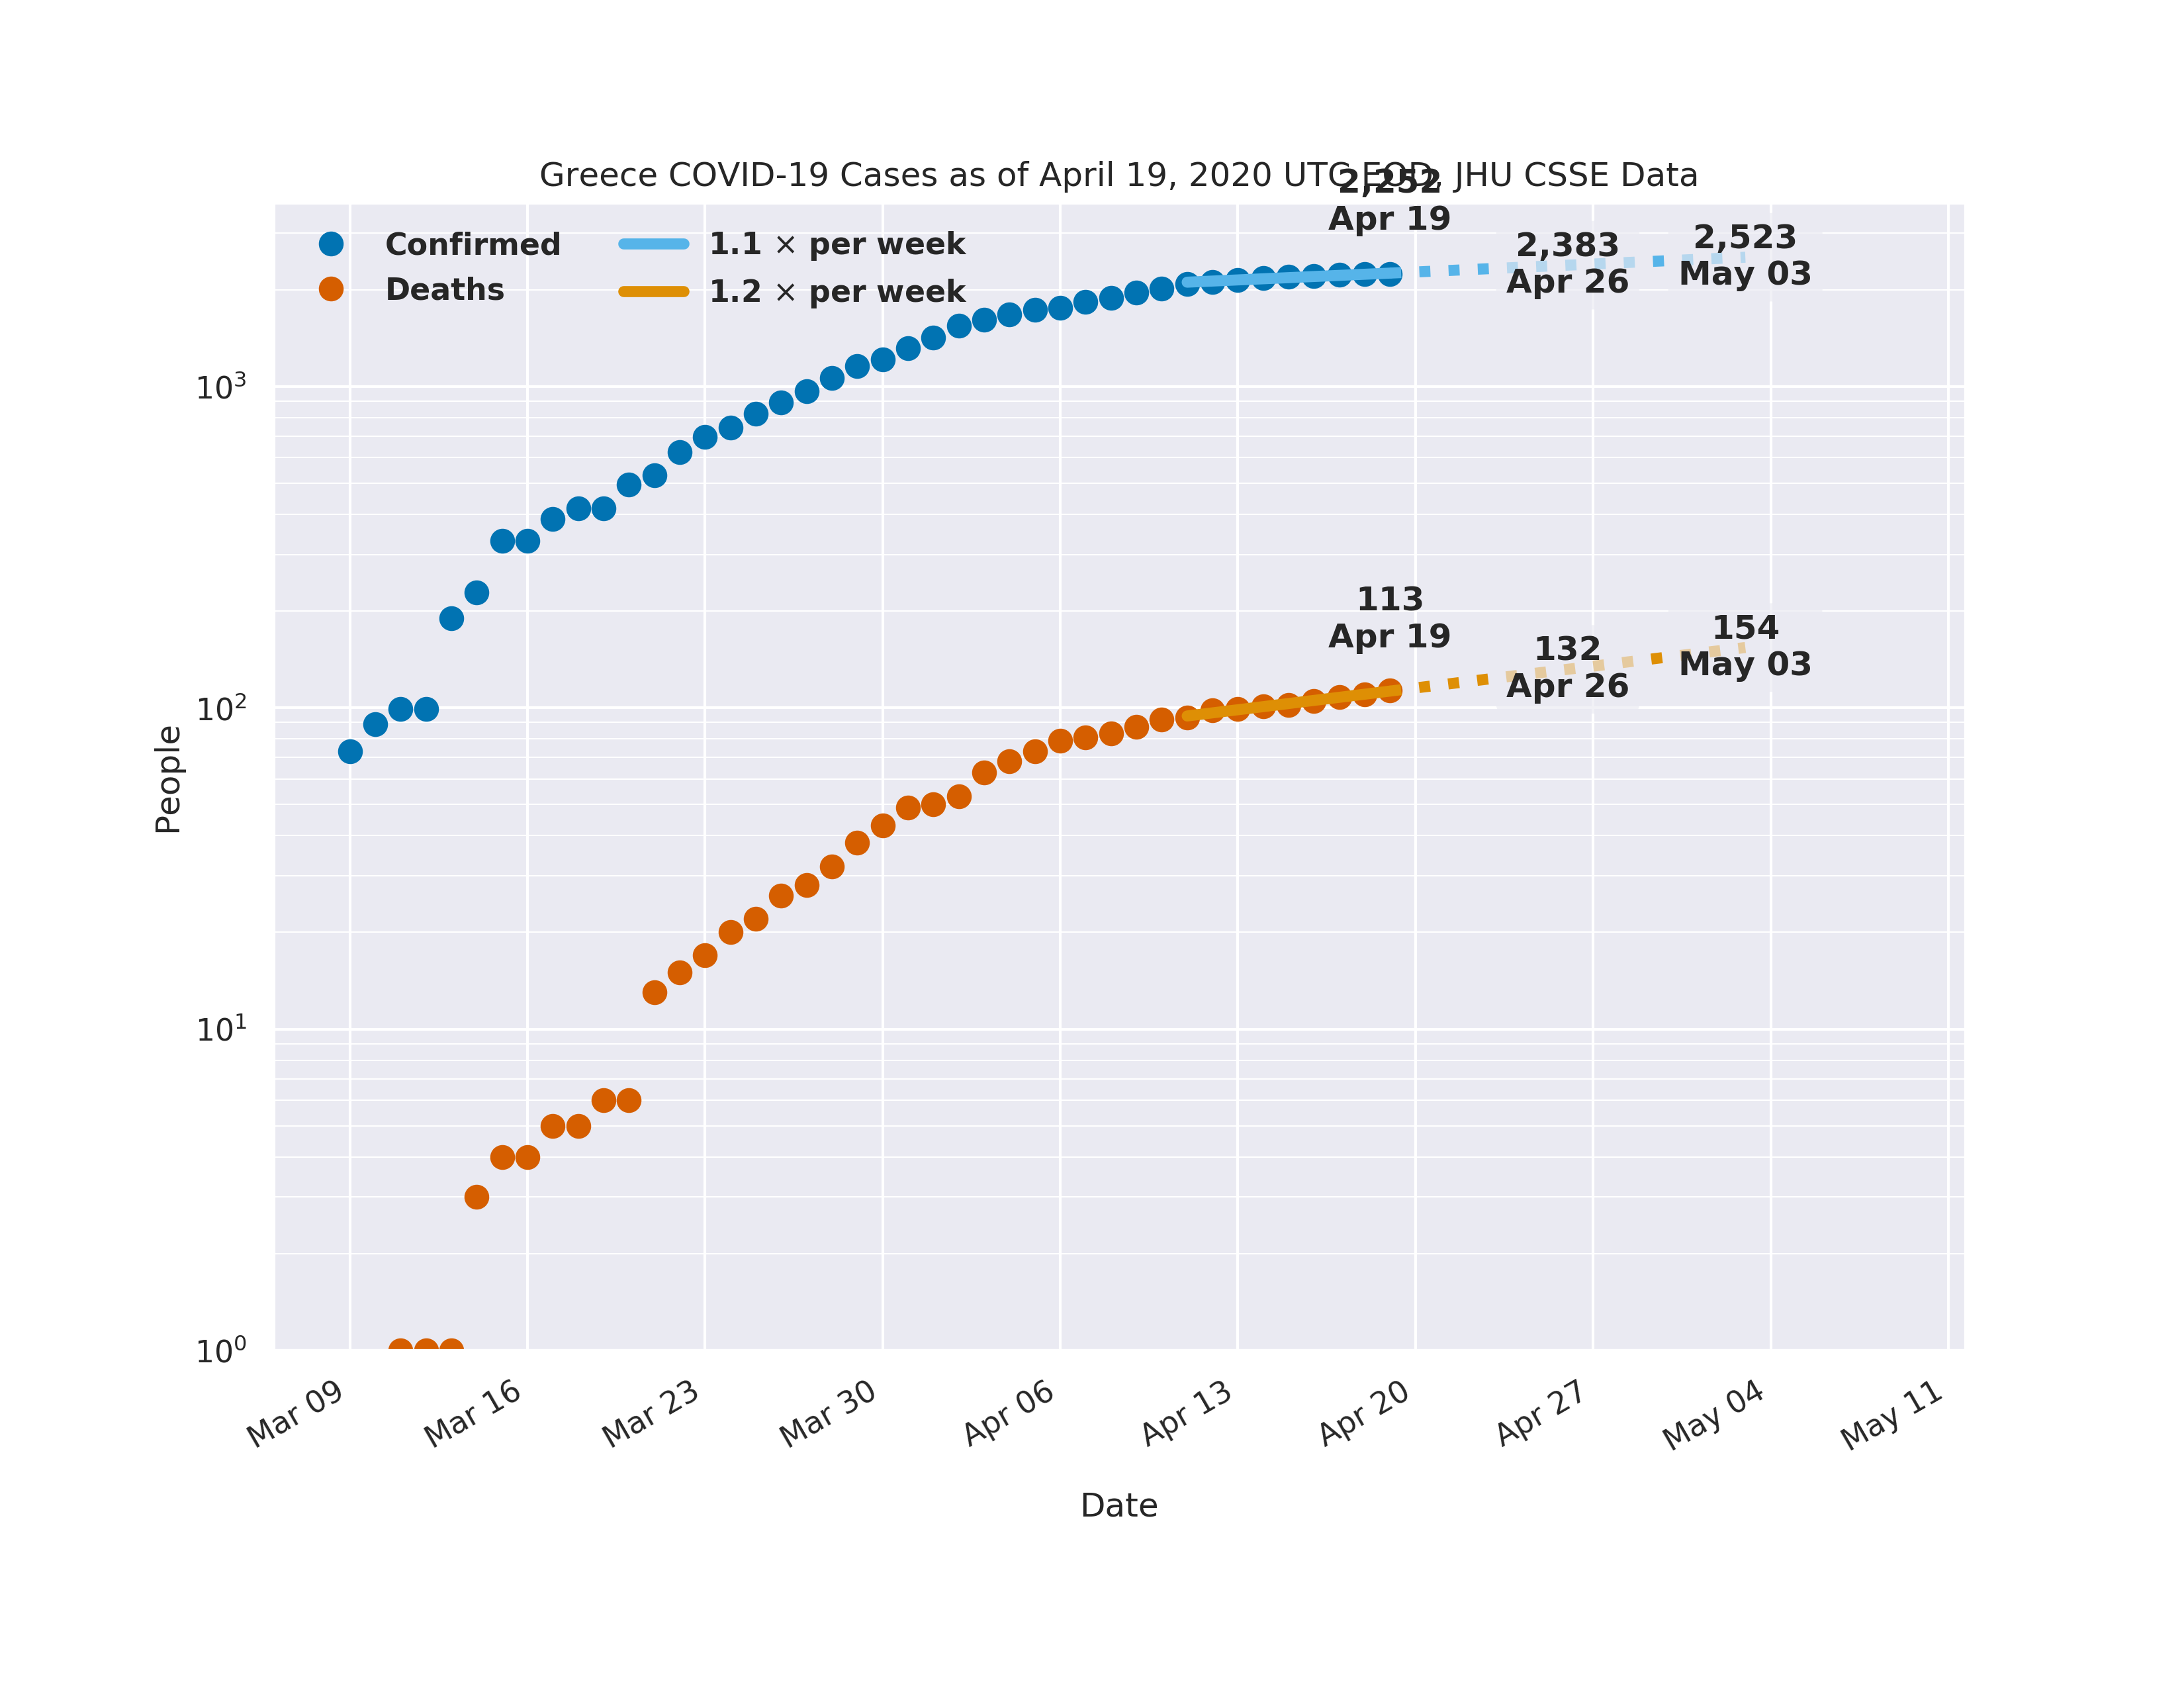 Greece COVID-19 Cases as of April 19, 2020 UTC EOD, JHU CSSE Data
Confirmed
Deaths
1.1 × per week
1.2 × per week
2,252
Apr 19
2,383
Apr 26
2,523
May 03
113
Apr 19
132
Apr 26
154
May 03
People
10³
10²
10¹
10⁰
Mar 09
Mar 16
Mar 23
Mar 30
Apr 06
Apr 13
Apr 20
Apr 27
May 04
May 11
Date